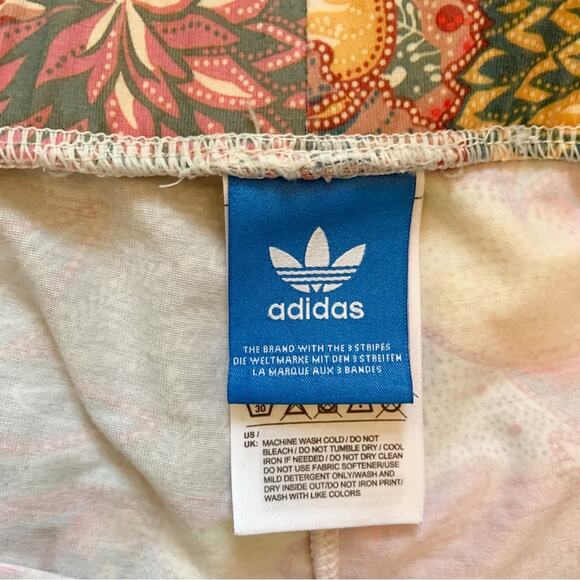 adidas
THE BRAND WITH THE 3 STRIPES
DIE WELTMARKE MIT DEN 3 STREIFEN
LA MARQUE AUX 3 BANDES
30
US /
UK: MACHINE WASH COLD / DO NOT
BLEACH / DO NOT TUMBLE DRY / COOL
IRON IF NEEDED / DO NOT DRY CLEAN
DO NOT USE FABRIC SOFTENER/USE
MILD DETERGENT ONLY/WASH AND
DRY INSIDE OUT/DO NOT IRON PRINT/
WASH WITH LIKE COLORS